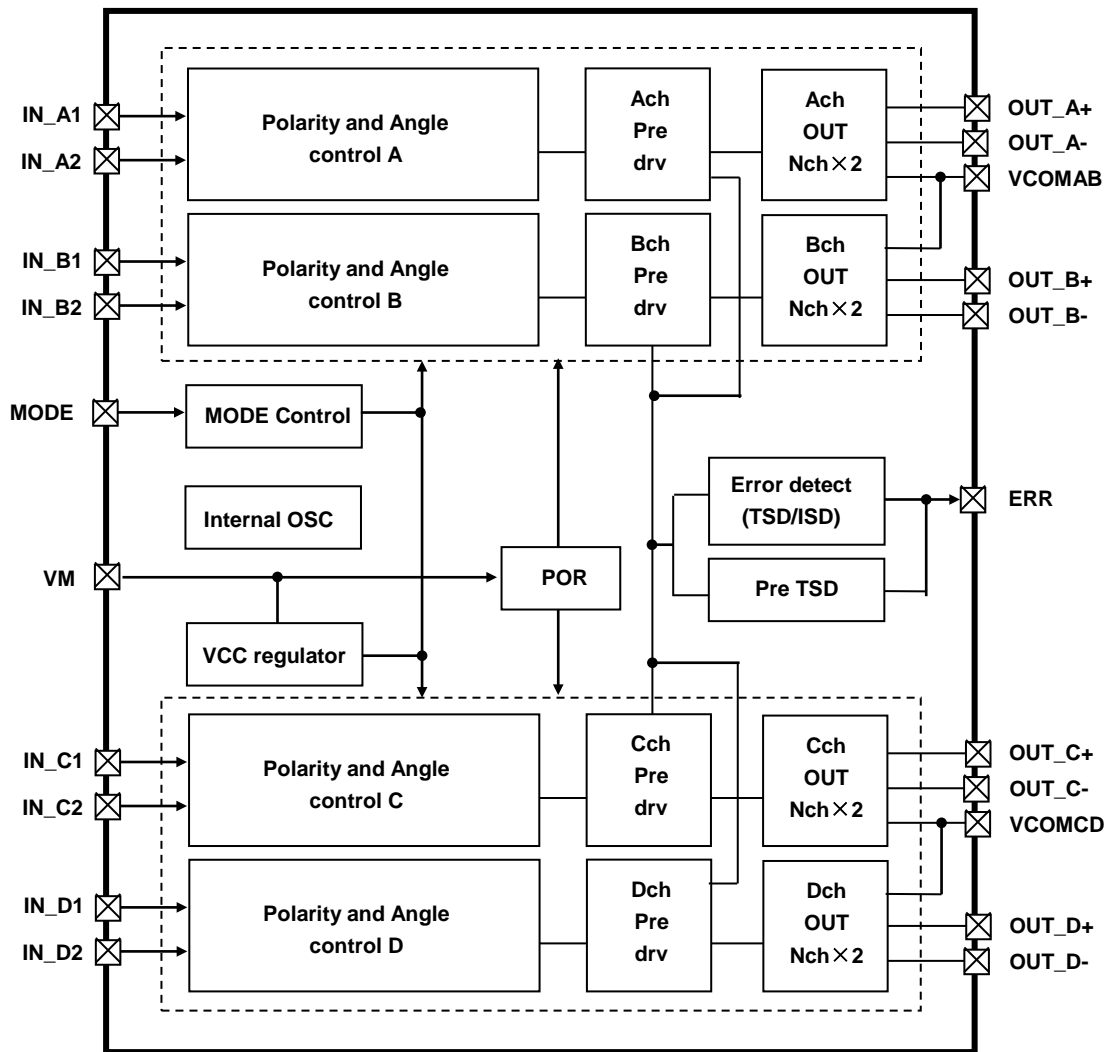 IN_A1
IN_A2
Polarity and Angle
control A
Ach
Pre
drv
Ach
OUT
Nch×2
OUT_A+
OUT_A-
VCOMAB
IN_B1
IN_B2
Polarity and Angle
control B
Bch
Pre
drv
Bch
OUT
Nch×2
OUT_B+
OUT_B-
MODE
MODE Control
Internal OSC
VM
VCC regulator
POR
Error detect
(TSD/ISD)
Pre TSD
ERR
IN_C1
IN_C2
Polarity and Angle
control C
Cch
Pre
drv
Cch
OUT
Nch×2
OUT_C+
OUT_C-
VCOMCD
IN_D1
IN_D2
Polarity and Angle
control D
Dch
Pre
drv
Dch
OUT
Nch×2
OUT_D+
OUT_D-